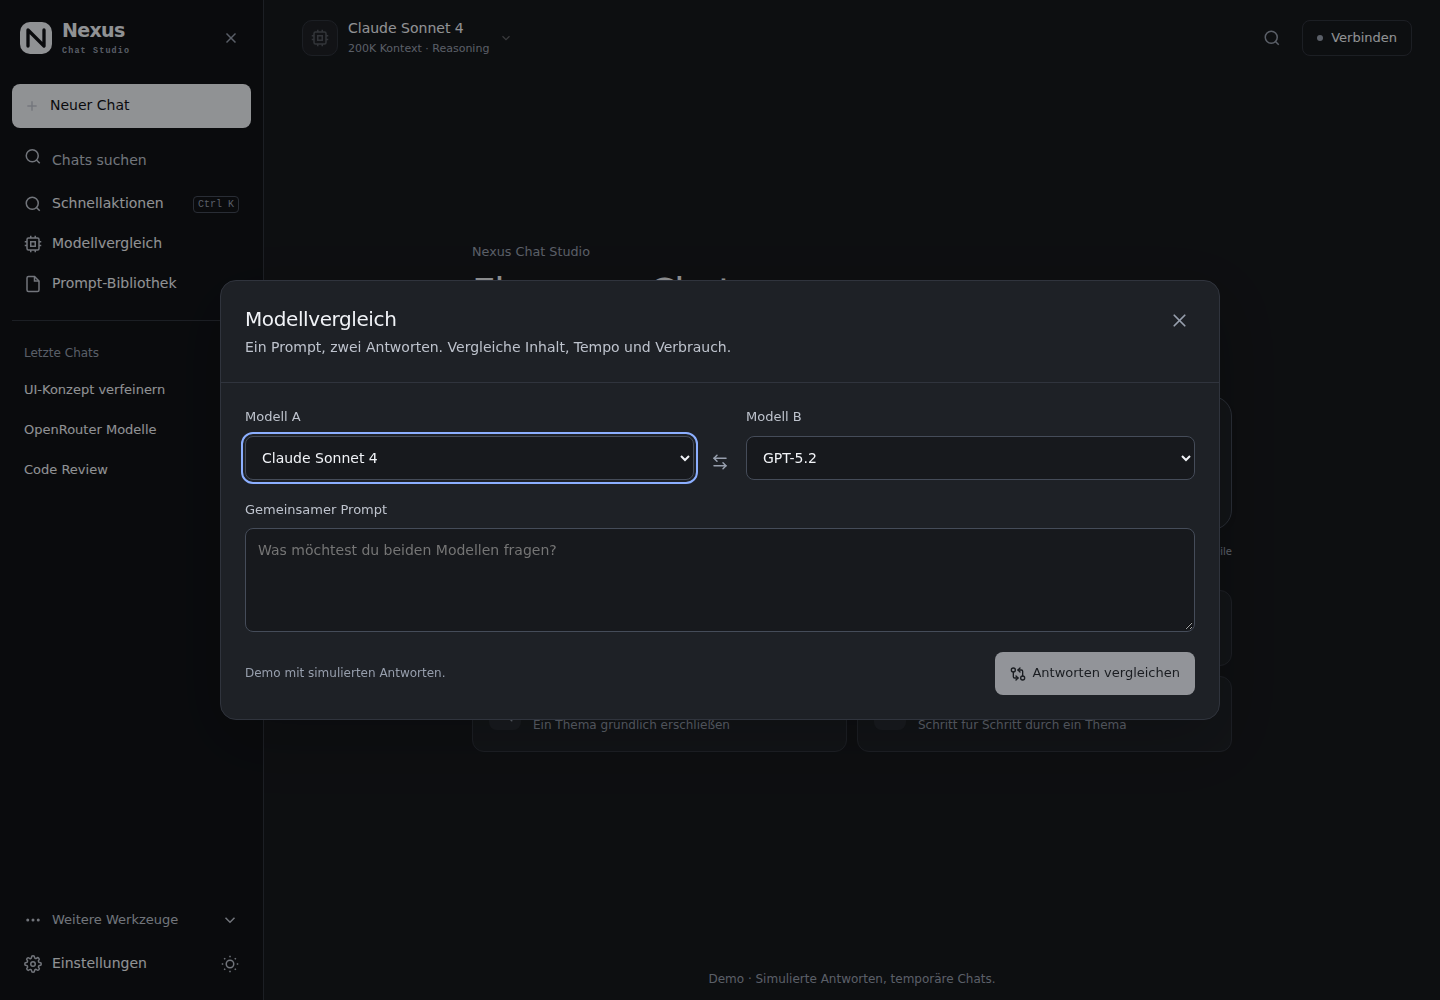 Nexus
Chat Studio
Neuer Chat
Chats suchen
Schnellaktionen
Ctrl K
Modellvergleich
Prompt-Bibliothek
Letzte Chats
UI-Konzept verfeinern
OpenRouter Modelle
Code Review
Weitere Werkzeuge
Einstellungen
Claude Sonnet 4
200K Kontext · Reasoning
Verbinden
Nexus Chat Studio
Modellvergleich
Ein Prompt, zwei Antworten. Vergleiche Inhalt, Tempo und Verbrauch.
Modell A
Modell B
Claude Sonnet 4
GPT-5.2
Gemeinsamer Prompt
Was möchtest du beiden Modellen fragen?
Demo mit simulierten Antworten.
Antworten vergleichen
Ein Thema gründlich erschließen
Schritt für Schritt durch ein Thema
Demo · Simulierte Antworten, temporäre Chats.